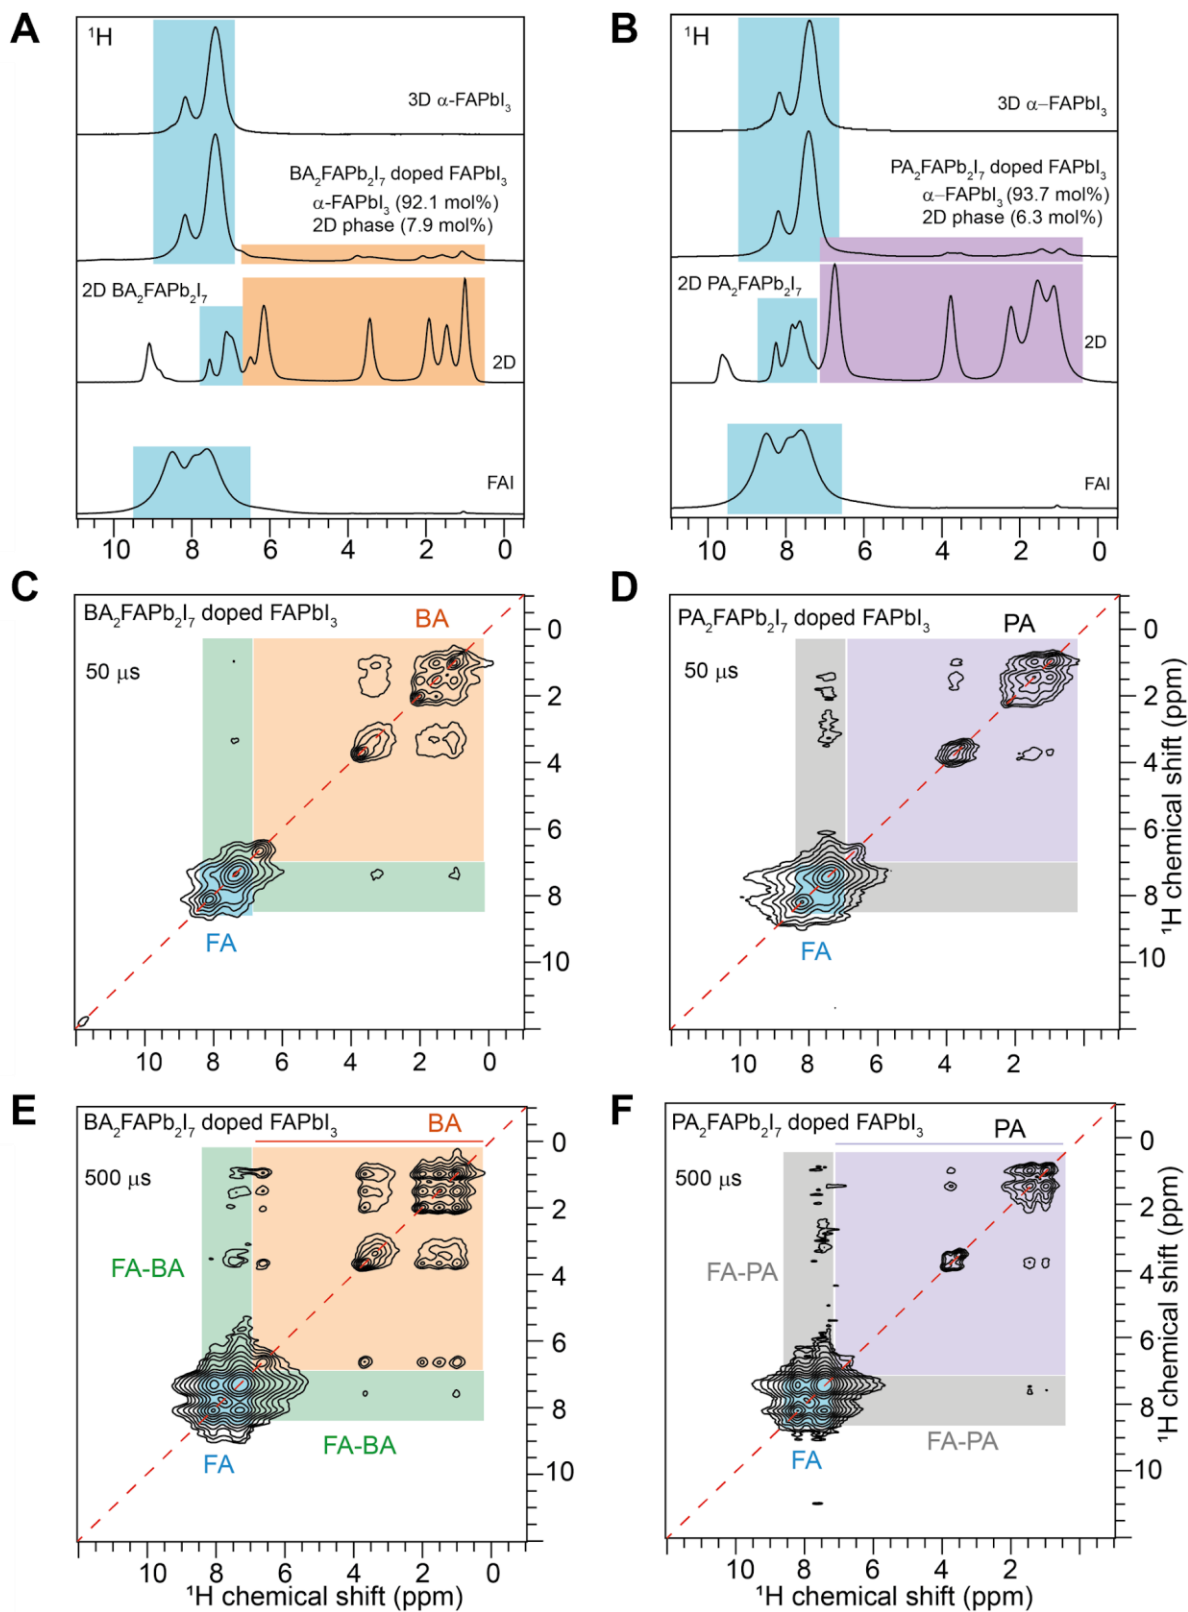 A
¹H
3D α-FAPbI₃
BA₂FAPb₂I₇ doped FAPbI₃
α-FAPbI₃ (92.1 mol%)
2D phase (7.9 mol%)
2D BA₂FAPb₂I₇
2D
FAI
10 8 6 4 2 0
B
¹H
3D α–FAPbI₃
PA₂FAPb₂I₇ doped FAPbI₃
α–FAPbI₃ (93.7 mol%)
2D phase (6.3 mol%)
2D PA₂FAPb₂I₇
2D
FAI
10 8 6 4 2 0
C
BA₂FAPb₂I₇ doped FAPbI₃
BA
50 µs
FA
0
2
4
6
8
10
10 8 6 4 2 0
D
PA₂FAPb₂I₇ doped FAPbI₃
PA
50 µs
FA
0
2
4
6
8
10
¹H chemical shift (ppm)
10 8 6 4 2
E
BA₂FAPb₂I₇ doped FAPbI₃
BA
500 µs
FA-BA
FA-BA
FA
0
2
4
6
8
10
10 8 6 4 2 0
¹H chemical shift (ppm)
F
PA₂FAPb₂I₇ doped FAPbI₃
PA
500 µs
FA-PA
FA-PA
FA
0
2
4
6
8
10
¹H chemical shift (ppm)
10 8 6 4 2
¹H chemical shift (ppm)